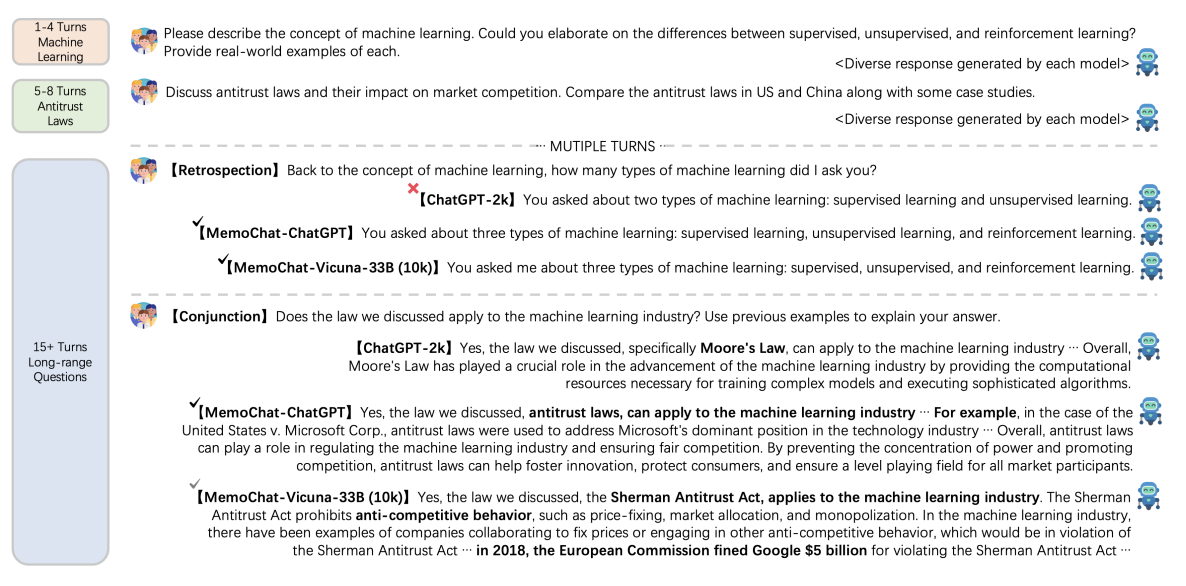 1-4 Turns
Machine
Learning
Please describe the concept of machine learning. Could you elaborate on the differences between supervised, unsupervised, and reinforcement learning?
Provide real-world examples of each.
<Diverse response generated by each model>
5-8 Turns
Antitrust
Laws
Discuss antitrust laws and their impact on market competition. Compare the antitrust laws in US and China along with some case studies.
<Diverse response generated by each model>
··· MUTIPLE TURNS ···
15+ Turns
Long-range
Questions
【Retrospection】Back to the concept of machine learning, how many types of machine learning did I ask you?
【ChatGPT-2k】You asked about two types of machine learning: supervised learning and unsupervised learning.
【MemoChat-ChatGPT】You asked about three types of machine learning: supervised learning, unsupervised learning, and reinforcement learning.
【MemoChat-Vicuna-33B (10k)】You asked me about three types of machine learning: supervised, unsupervised, and reinforcement learning.
【Conjunction】Does the law we discussed apply to the machine learning industry? Use previous examples to explain your answer.
【ChatGPT-2k】Yes, the law we discussed, specifically Moore's Law, can apply to the machine learning industry ··· Overall,
Moore's Law has played a crucial role in the advancement of the machine learning industry by providing the computational
resources necessary for training complex models and executing sophisticated algorithms.
【MemoChat-ChatGPT】Yes, the law we discussed, antitrust laws, can apply to the machine learning industry ··· For example, in the case of the
United States v. Microsoft Corp., antitrust laws were used to address Microsoft's dominant position in the technology industry ··· Overall, antitrust laws
can play a role in regulating the machine learning industry and ensuring fair competition. By preventing the concentration of power and promoting
competition, antitrust laws can help foster innovation, protect consumers, and ensure a level playing field for all market participants.
【MemoChat-Vicuna-33B (10k)】Yes, the law we discussed, the Sherman Antitrust Act, applies to the machine learning industry. The Sherman
Antitrust Act prohibits anti-competitive behavior, such as price-fixing, market allocation, and monopolization. In the machine learning industry,
there have been examples of companies collaborating to fix prices or engaging in other anti-competitive behavior, which would be in violation of
the Sherman Antitrust Act ··· in 2018, the European Commission fined Google $5 billion for violating the Sherman Antitrust Act ···